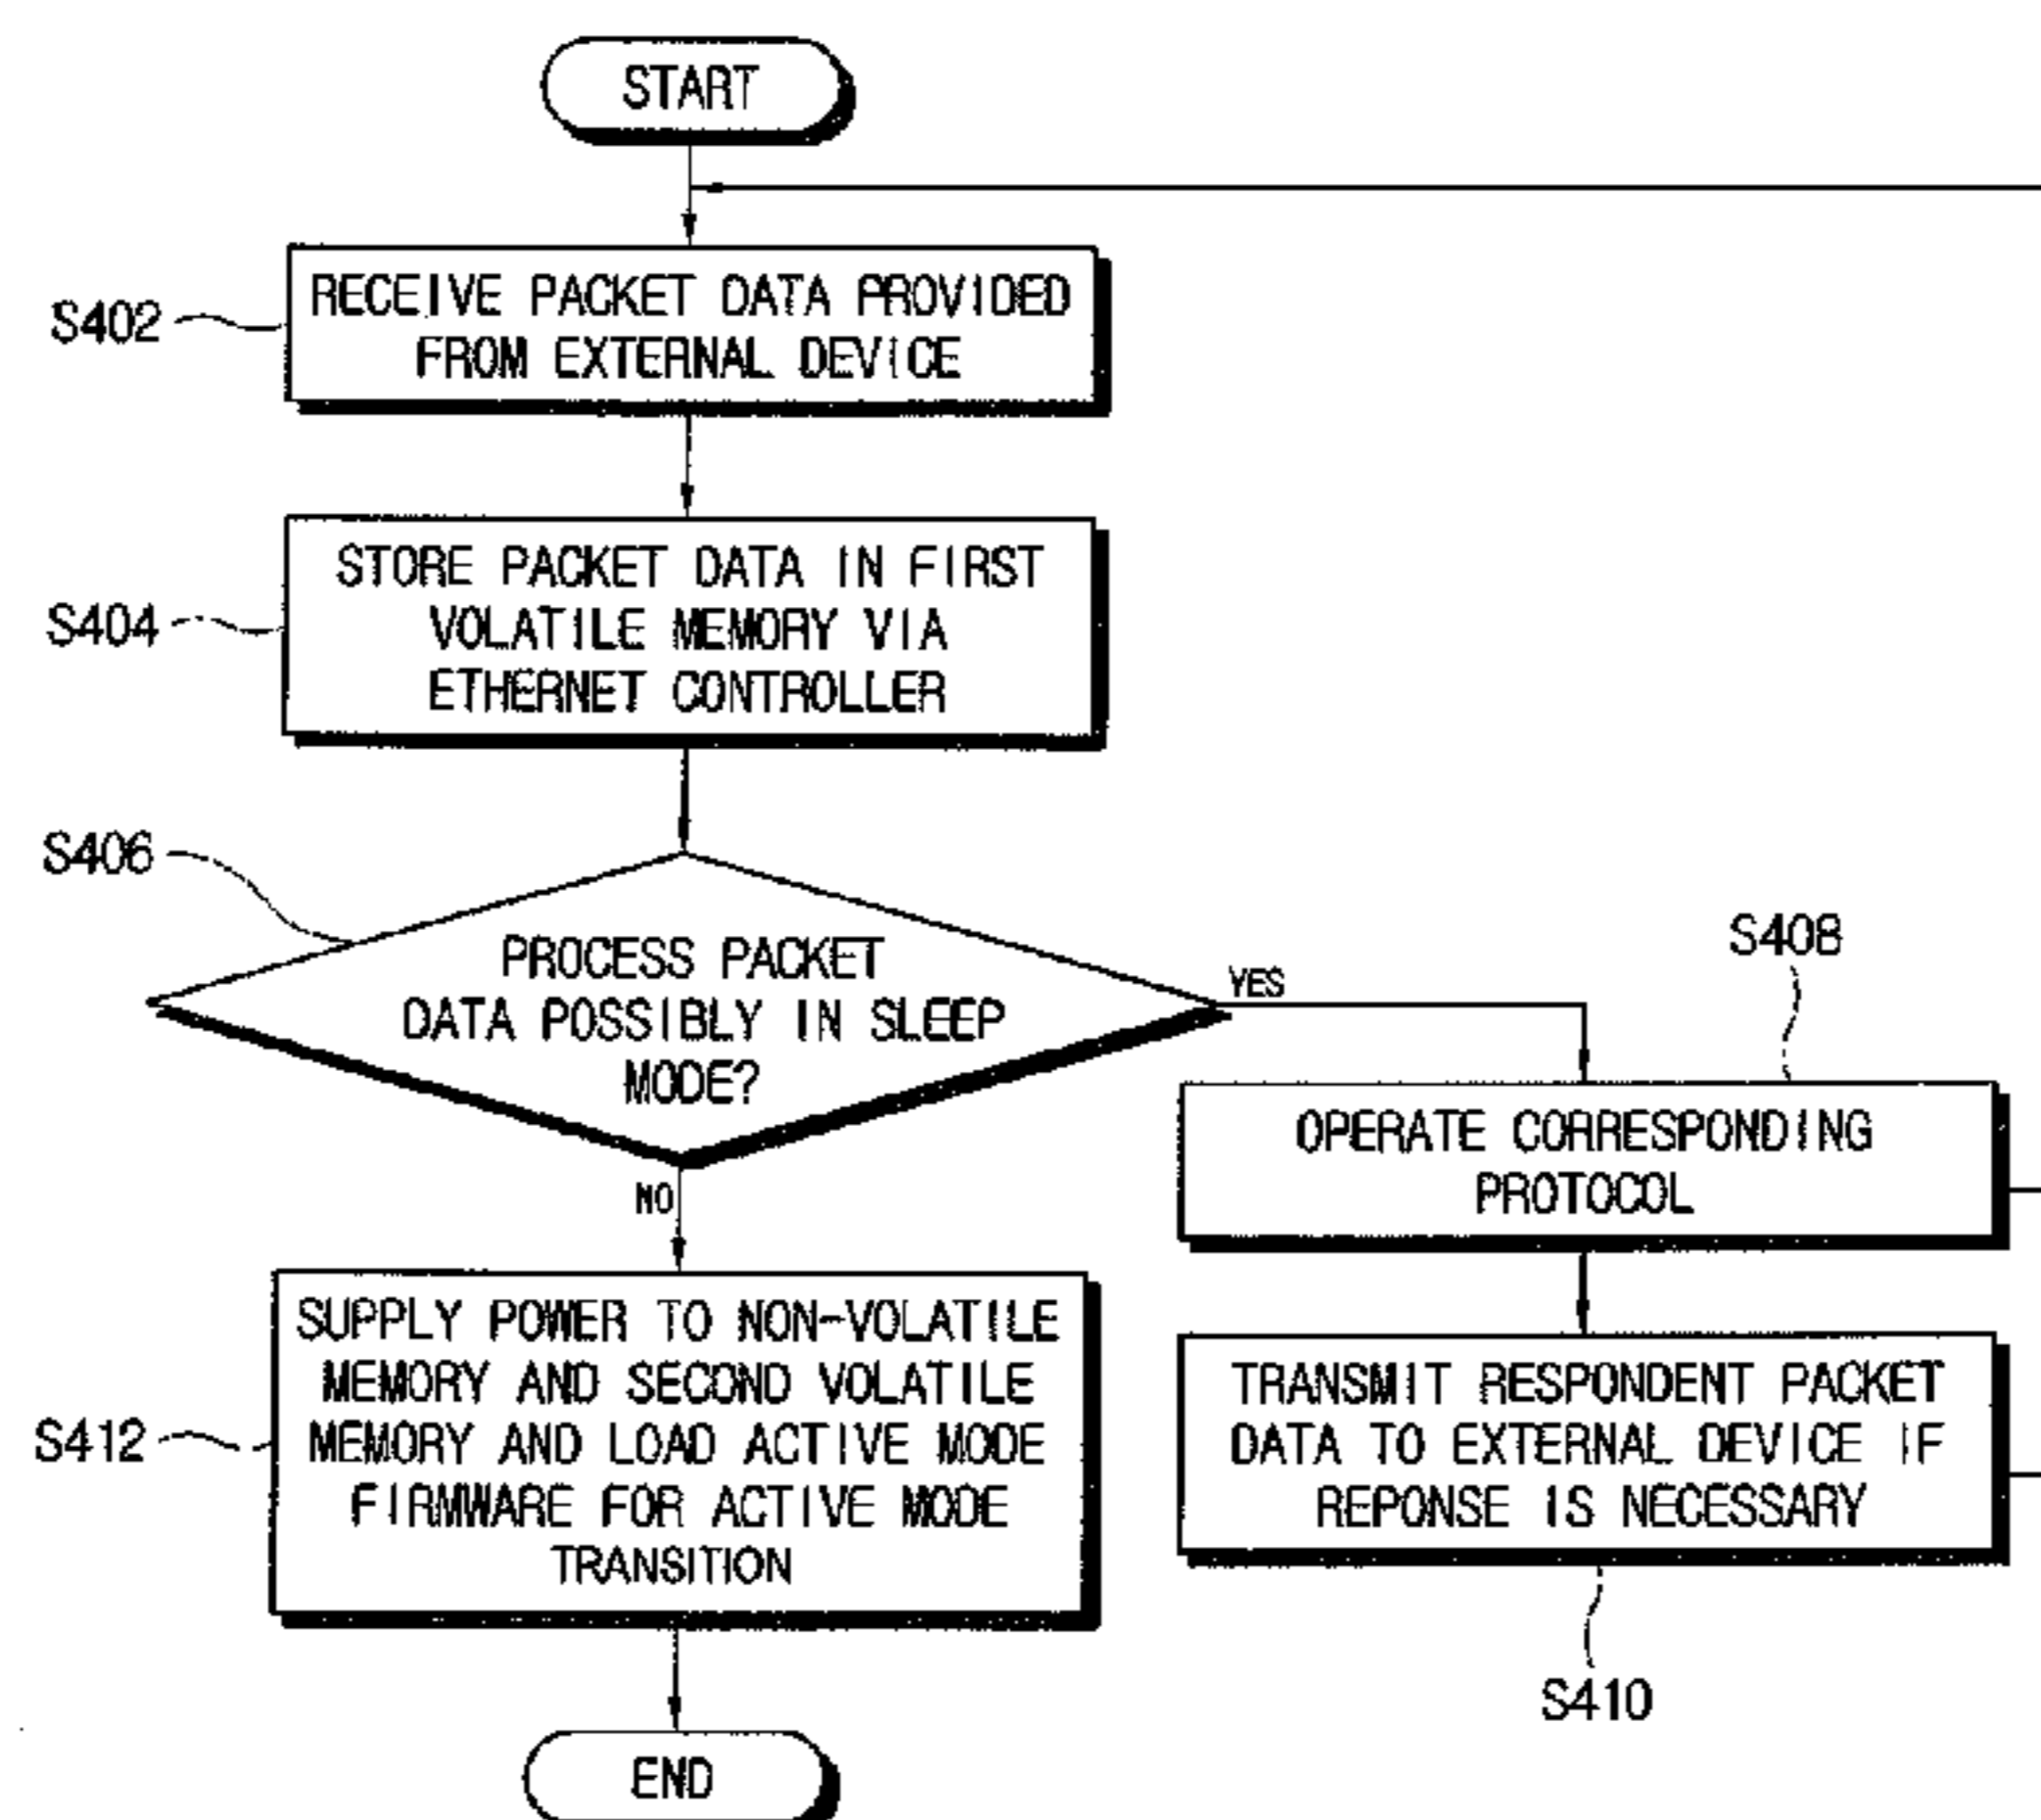 START
S402
RECEIVE PACKET DATA PROVIDED
FROM EXTERNAL DEVICE
S404
STORE PACKET DATA IN FIRST
VOLATILE MEMORY VIA
ETHERNET CONTROLLER
S406
PROCESS PACKET
DATA POSSIBLY IN SLEEP
MODE?
YES
NO
S408
OPERATE CORRESPONDING
PROTOCOL
TRANSMIT RESPONDENT PACKET
DATA TO EXTERNAL DEVICE IF
REPONSE IS NECESSARY
S410
S412
SUPPLY POWER TO NON-VOLATILE
MEMORY AND SECOND VOLATILE
MEMORY AND LOAD ACTIVE MODE
FIRMWARE FOR ACTIVE MODE
TRANSITION
END